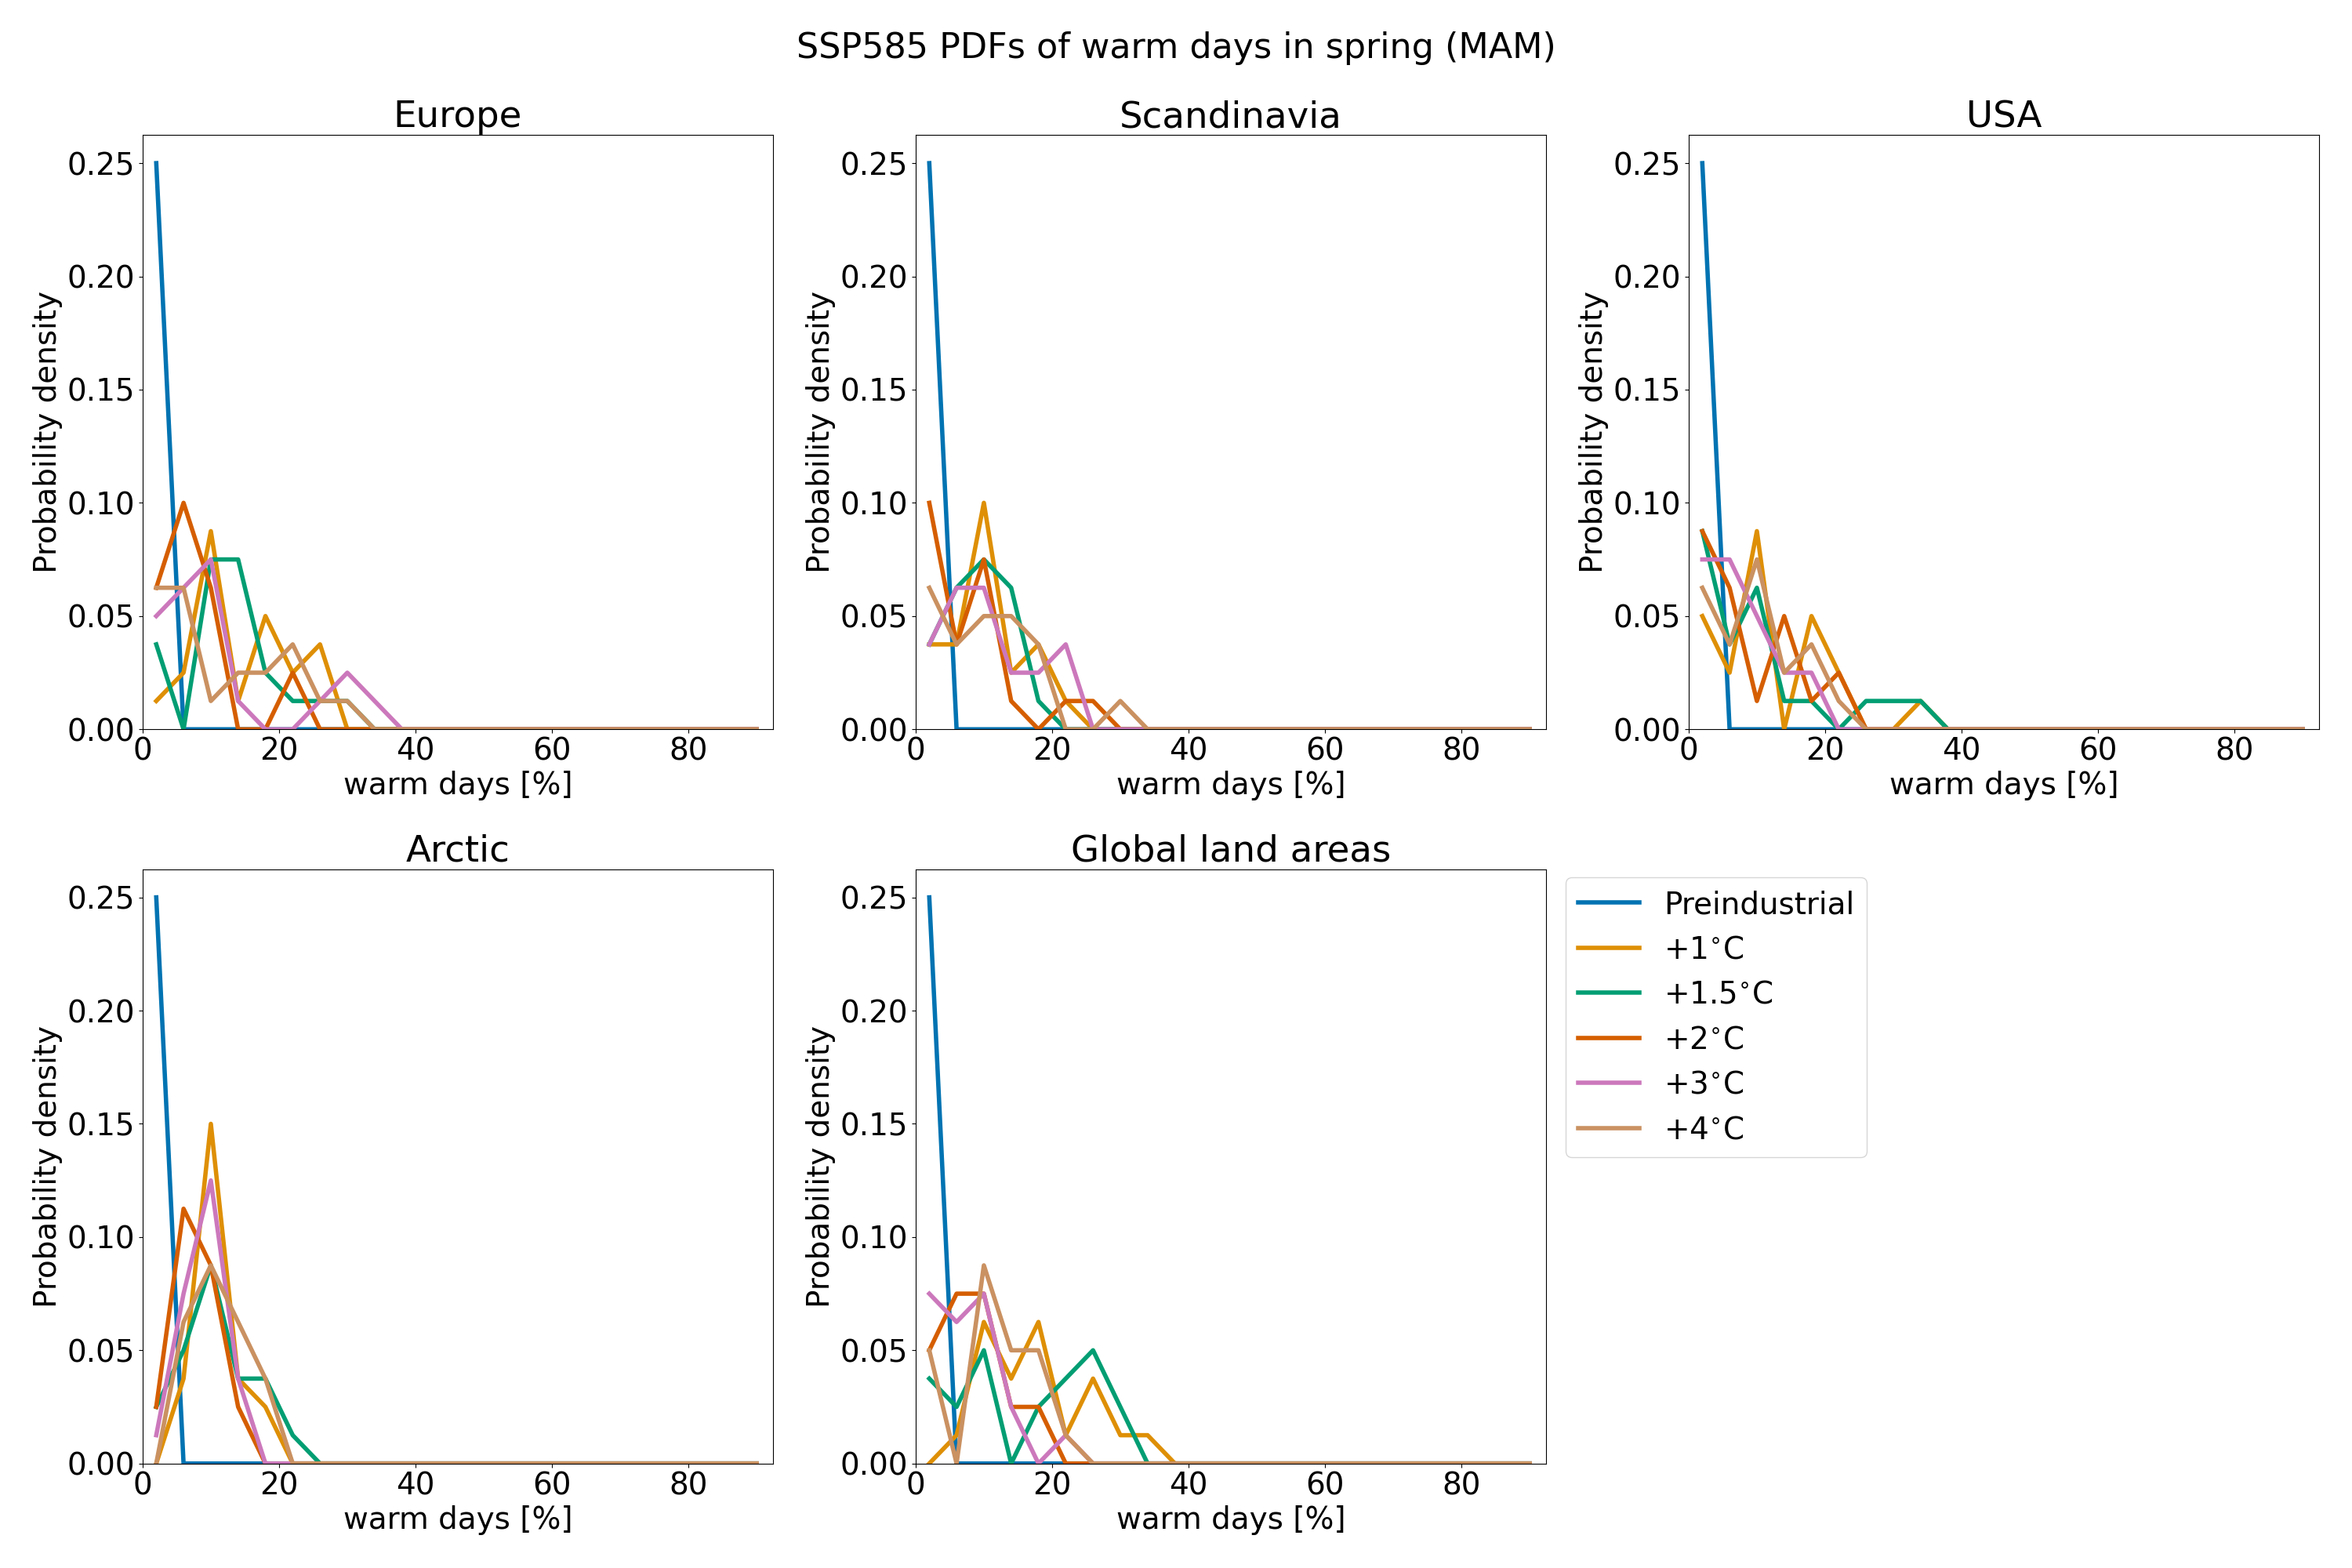 SSP585 PDFs of warm days in spring (MAM)
Europe
Probability density
0.25
0.20
0.15
0.10
0.05
0.00
0 20 40 60 80
warm days [%]
Scandinavia
Probability density
0.25
0.20
0.15
0.10
0.05
0.00
0 20 40 60 80
warm days [%]
USA
Probability density
0.25
0.20
0.15
0.10
0.05
0.00
0 20 40 60 80
warm days [%]
Arctic
Probability density
0.25
0.20
0.15
0.10
0.05
0.00
0 20 40 60 80
warm days [%]
Global land areas
Probability density
0.25
0.20
0.15
0.10
0.05
0.00
0 20 40 60 80
warm days [%]
Preindustrial
+1°C
+1.5°C
+2°C
+3°C
+4°C